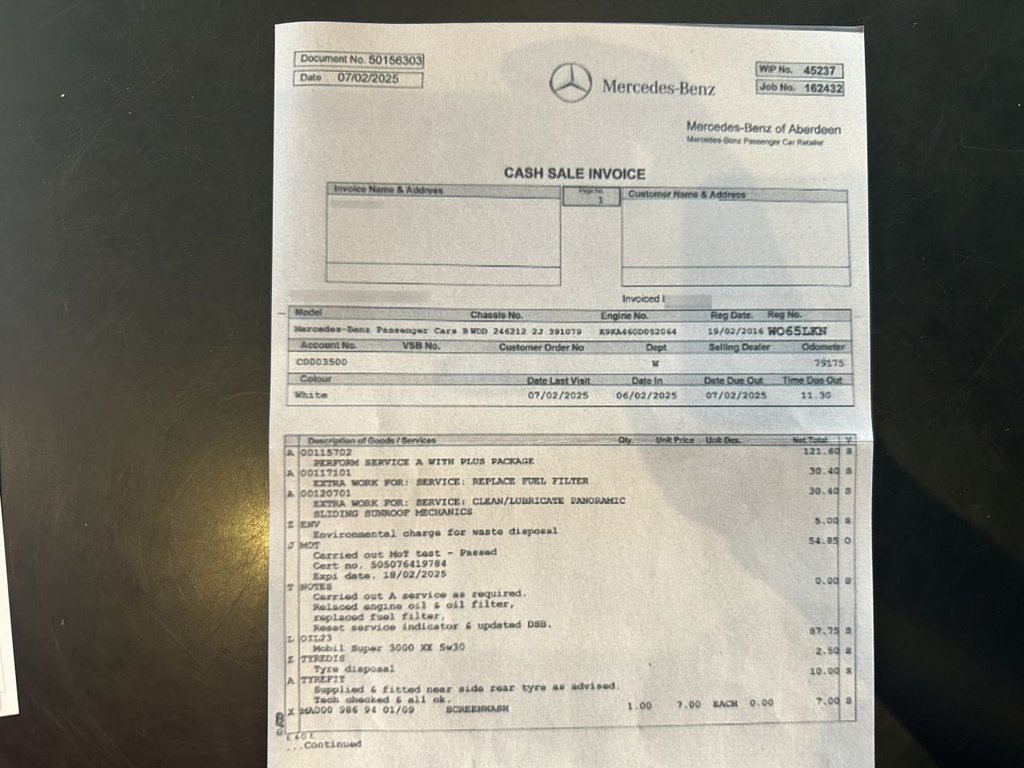 Document No. 50156303
Date 07/02/2025
Mercedes-Benz
WIP No. 45237
Job No. 162432
Mercedes-Benz of Aberdeen
Mercedes-Benz Passenger Car Retailer
CASH SALE INVOICE
Invoice Name & Address
Page No.
1
Customer Name & Address
Invoiced
Model Chassis No. Engine No. Reg Date. Reg No.
Mercedes-Benz Passenger Cars B WDD 246212 2J 391079 K9KA460D052064 19/02/2016 WO65LKN
Account No. VSB No. Customer Order No Dept Selling Dealer Odometer
C0003500 W 79175
Colour Date Last Visit Date In Date Due Out Time Due Out
White 07/02/2025 06/02/2025 07/02/2025 11.30
Description of Goods / Services Qty. Unit Price Unit Des. Net Total V
A 00115702 121.60 S
PERFORM SERVICE A WITH PLUS PACKAGE
A 00117101 30.40 S
EXTRA WORK FOR: SERVICE: REPLACE FUEL FILTER
A 00120701 30.40 S
EXTRA WORK FOR: SERVICE: CLEAN/LUBRICATE PANORAMIC
SLIDING SUNROOF MECHANICS
Z ENV 5.00 S
Environmental charge for waste disposal
J MOT 54.85 O
Carried out MoT test - Passed
Cert no. 505076419784
Expi date. 18/02/2025
T NOTES 0.00 S
Carried out A service as required.
Relaced engine oil & oil filter,
replaced fuel filter,
Reset service indicator & updated DSB.
L OIL23 87.75 S
Mobil Super 3000 XE 5w30
E TYREDIS 2.50 S
Tyre disposal
A TYREFIT 10.00 S
Supplied & fitted near side rear tyre as advised.
Tech checked & all ok.
X MA000 986 94 01/09 SCREENWASH 1.00 7.00 EACH 0.00 7.00 S
...Continued